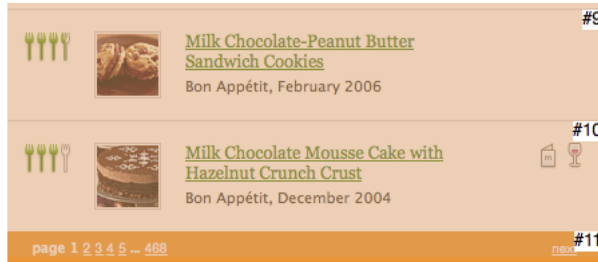 #9
Milk Chocolate-Peanut Butter
Sandwich Cookies
Bon Appétit, February 2006
#10
Milk Chocolate Mousse Cake with
Hazelnut Crunch Crust
Bon Appétit, December 2004
m
page 1 2 3 4 5 ... 468
next
#11